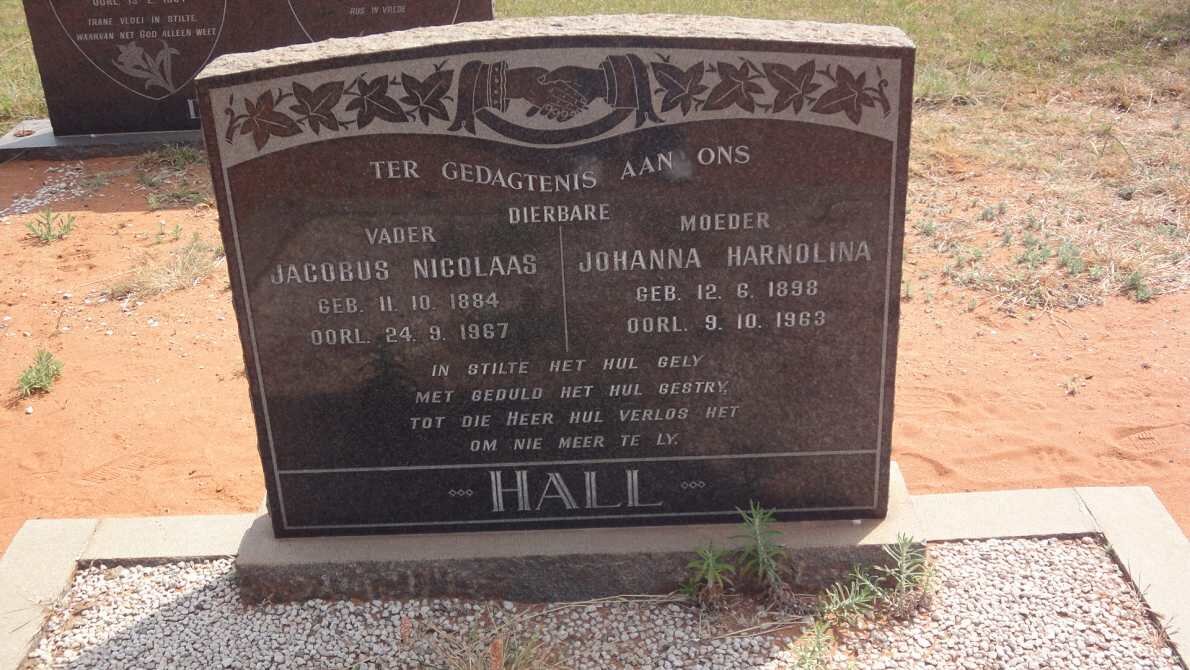 TRANE VLOEI IN STILTE
WAARVAN NET GOD ALLEEN WEET
RUS IN VREDE
TER GEDAGTENIS AAN ONS
DIERBARE
VADER
JACOBUS NICOLAAS
GEB. 11. 10. 1884
OORL. 24. 9. 1967
MOEDER
JOHANNA HARNOLINA
GEB. 12. 6. 1898
OORL. 9. 10. 1963
IN STILTE HET HUL GELY
MET GEDULD HET HUL GESTRY,
TOT DIE HEER HUL VERLOS HET
OM NIE MEER TE LY.
HALL